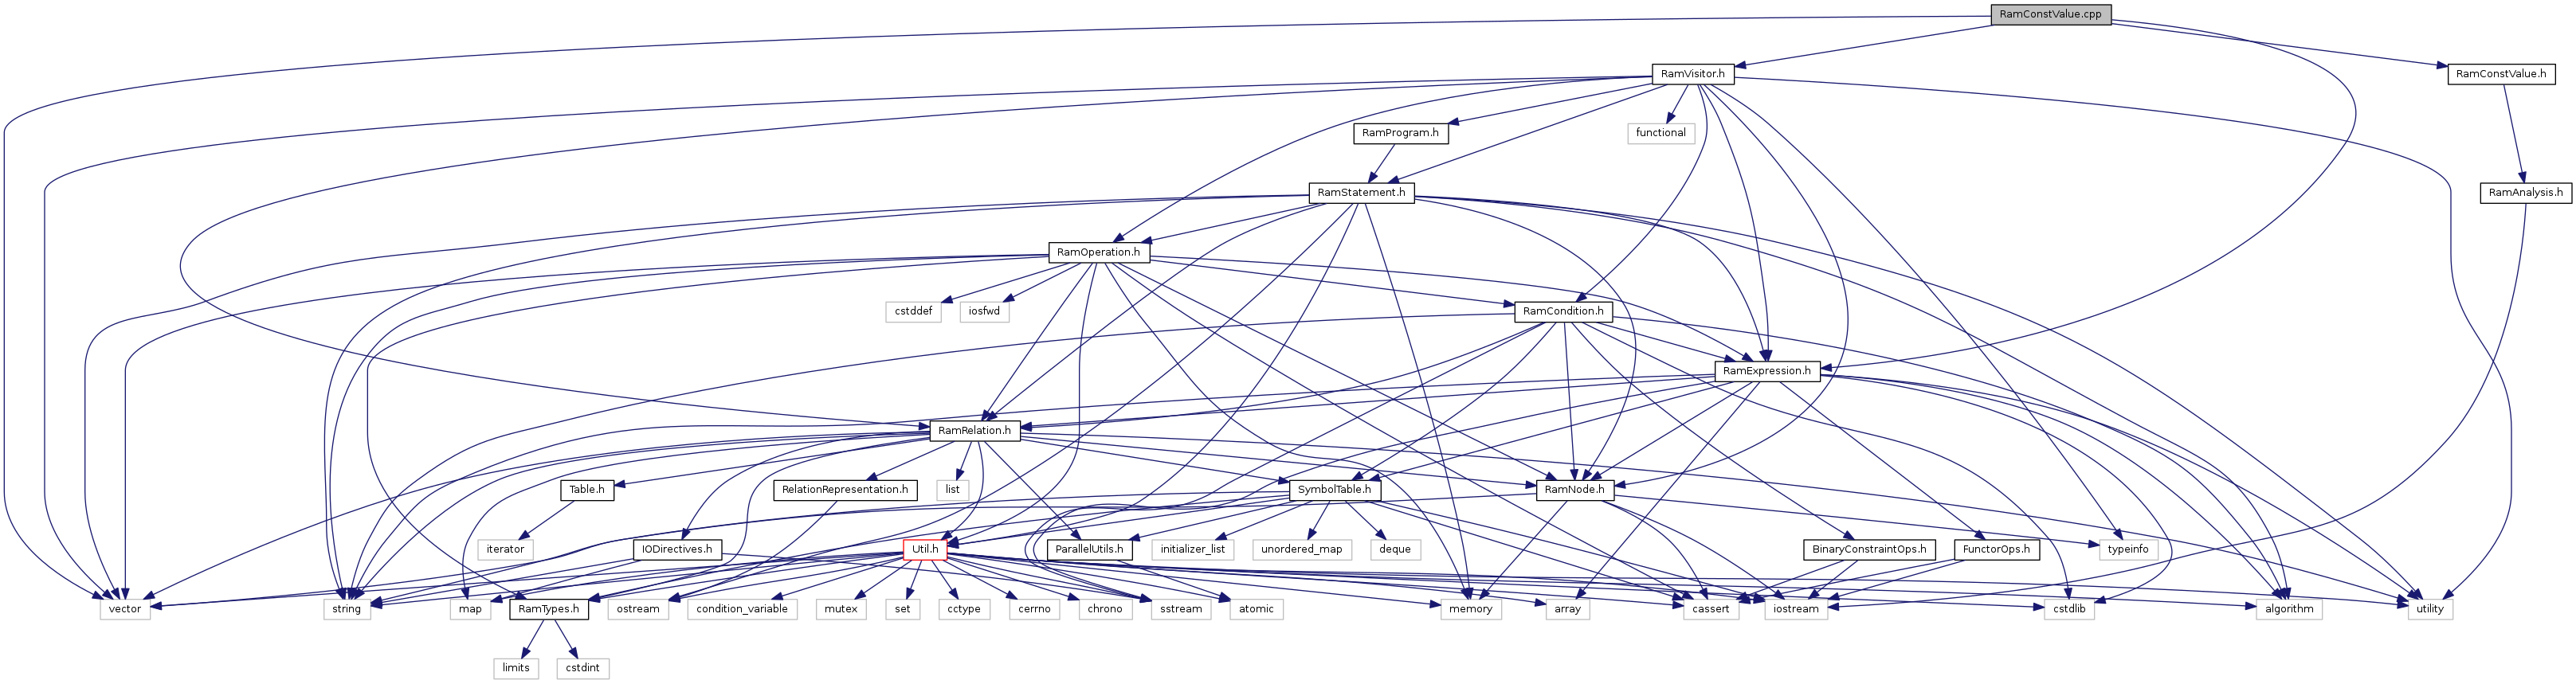 RamConstValue.cpp
RamVisitor.h
RamConstValue.h
RamProgram.h
functional
RamStatement.h
RamAnalysis.h
RamOperation.h
cstddef
iosfwd
RamCondition.h
RamExpression.h
RamRelation.h
Table.h
RelationRepresentation.h
list
SymbolTable.h
RamNode.h
iterator
IODirectives.h
Util.h
ParallelUtils.h
initializer_list
unordered_map
deque
BinaryConstraintOps.h
FunctorOps.h
typeinfo
vector
string
map
RamTypes.h
ostream
condition_variable
mutex
set
cctype
cerrno
chrono
sstream
atomic
memory
array
cassert
iostream
cstdlib
algorithm
utility
limits
cstdint